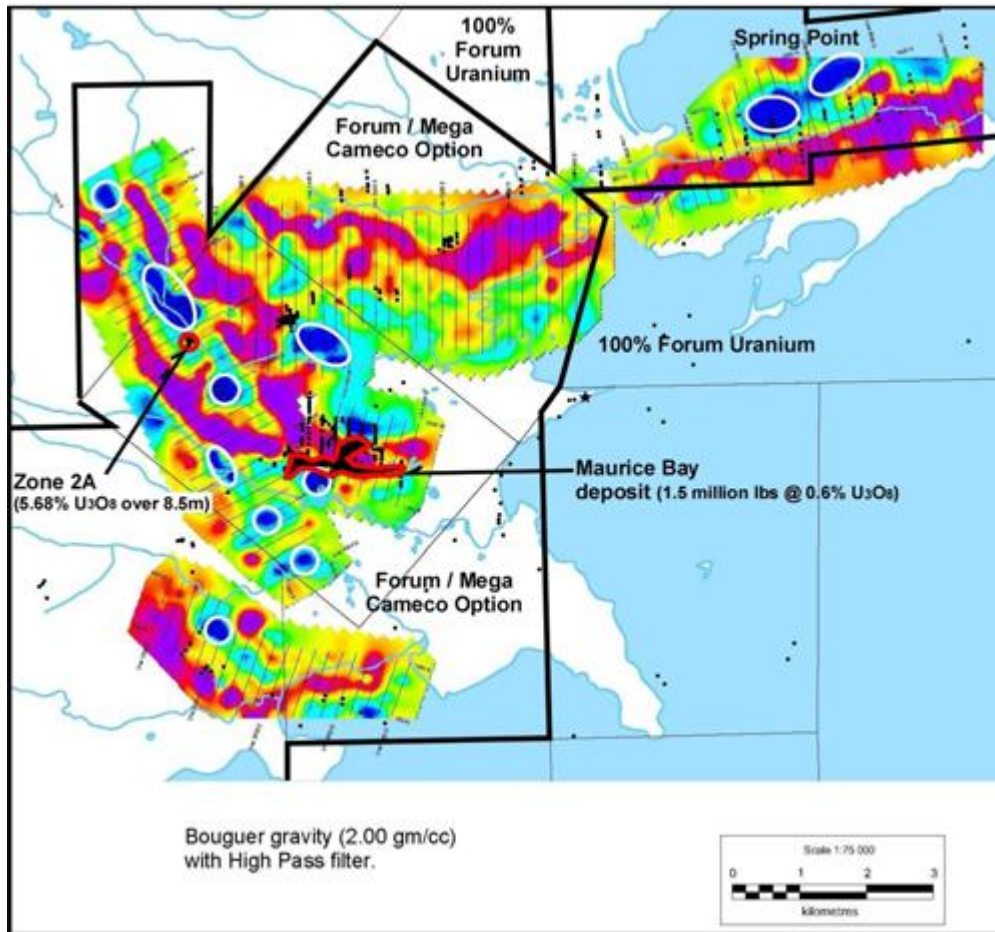 100%
Forum
Uranium
Spring Point
Forum / Mega
Cameco Option
100% Forum Uranium
Zone 2A
(5.68% U₃O₈ over 8.5m)
Maurice Bay
deposit (1.5 million lbs @ 0.6% U₃O₈)
Forum / Mega
Cameco Option
Bouguer gravity (2.00 gm/cc)
with High Pass filter.
Scale 1:75 000
0 1 2 3
kilometres